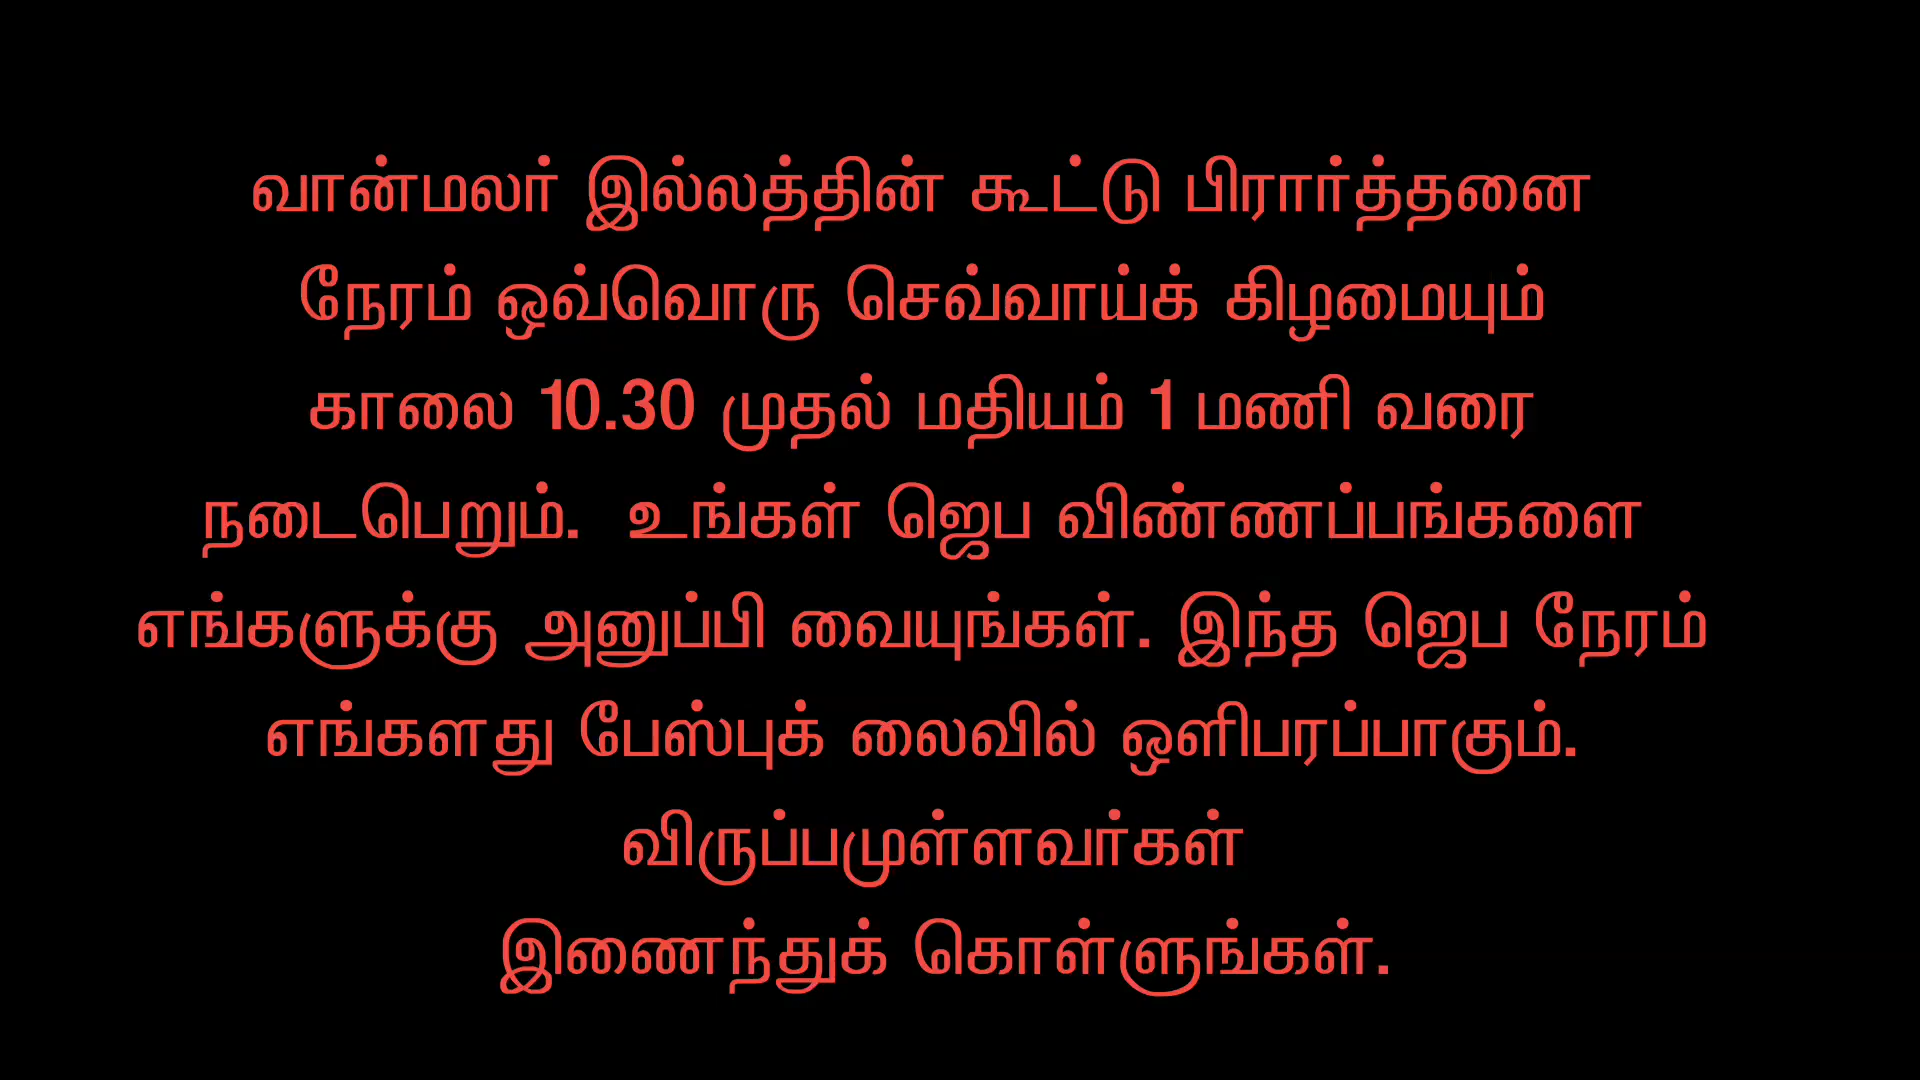 வான்மலர் இல்லத்தின் கூட்டு பிரார்த்தனை
நேரம் ஒவ்வொரு செவ்வாய்க் கிழமையும்
காலை 10.30 முதல் மதியம் 1 மணி வரை
நடைபெறும். உங்கள் ஜெப விண்ணப்பங்களை
எங்களுக்கு அனுப்பி வையுங்கள். இந்த ஜெப நேரம்
எங்களது பேஸ்புக் லைவில் ஒளிபரப்பாகும்.
விருப்பமுள்ளவர்கள்
இணைந்துக் கொள்ளுங்கள்.